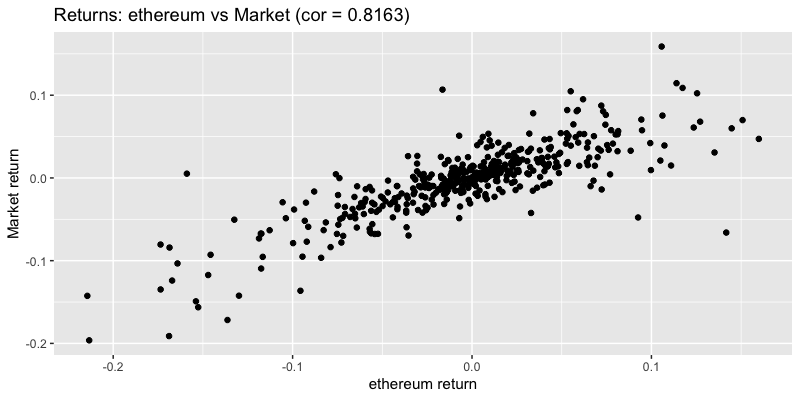 Returns: ethereum vs Market (cor = 0.8163)
Market return
0.1
0.0
-0.1
-0.2
-0.2 -0.1 0.0 0.1
ethereum return